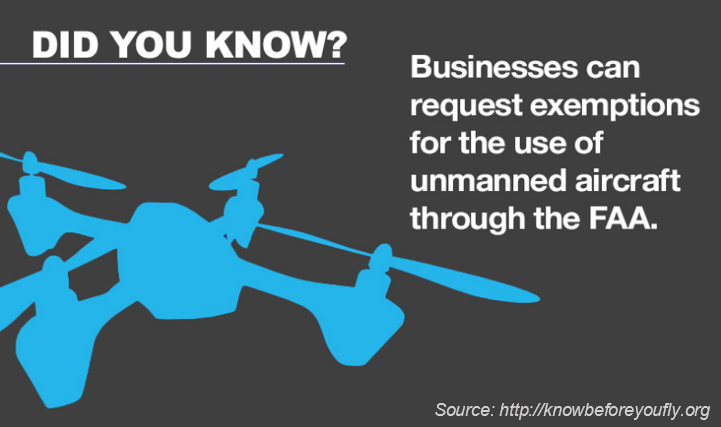 DID YOU KNOW?
Businesses can
request exemptions
for the use of
unmanned aircraft
through the FAA.
Source: http://knowbeforeyoufly.org